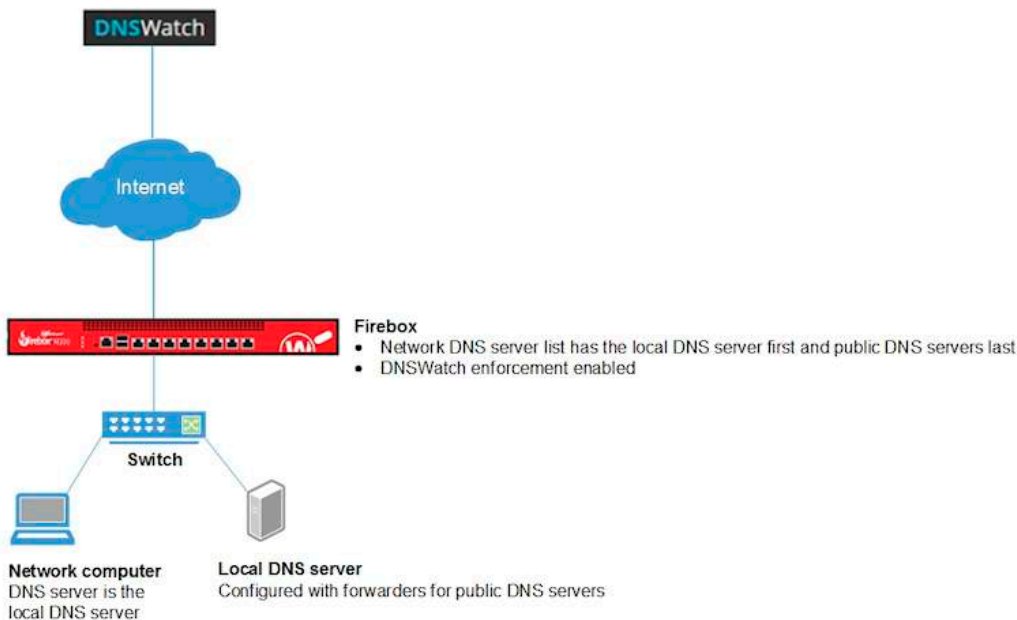 DNSWatch
Internet
Firebox
• Network DNS server list has the local DNS server first and public DNS servers last
• DNSWatch enforcement enabled
Switch
Network computer
DNS server is the
local DNS server
Local DNS server
Configured with forwarders for public DNS servers